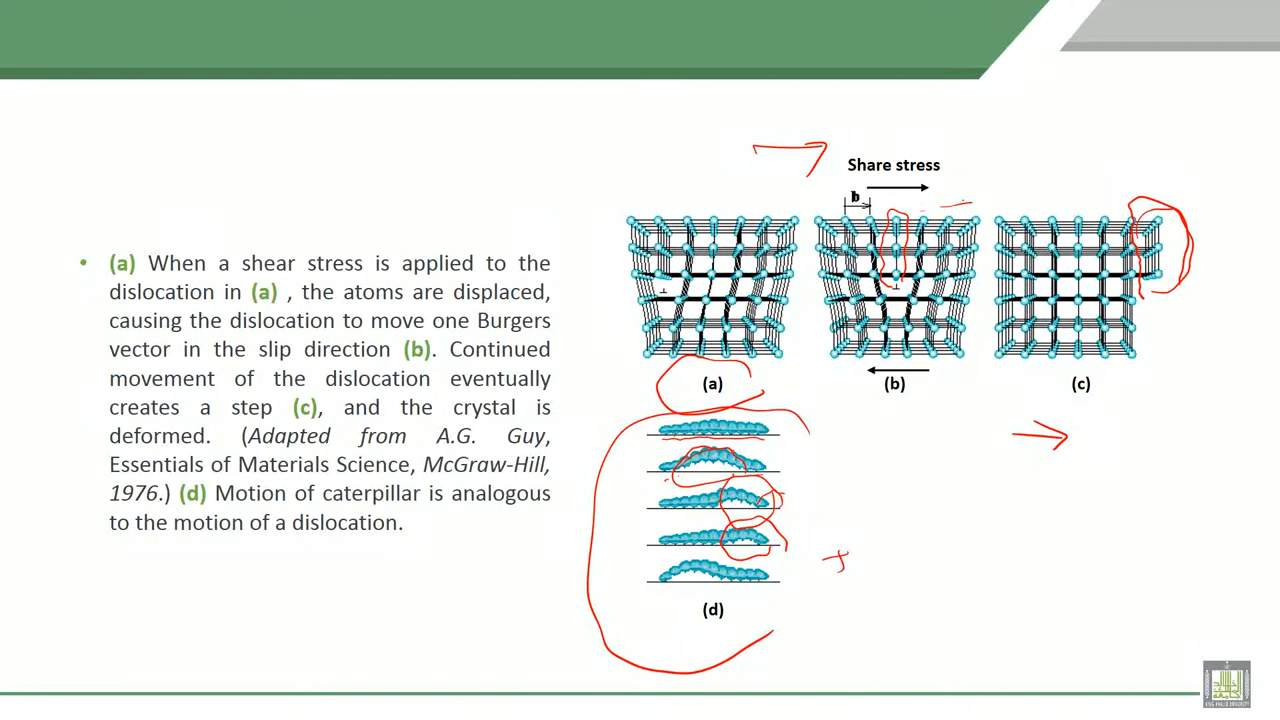 • (a) When a shear stress is applied to the
dislocation in (a) , the atoms are displaced,
causing the dislocation to move one Burgers
vector in the slip direction (b). Continued
movement of the dislocation eventually
creates a step (c), and the crystal is
deformed. (Adapted from A.G. Guy,
Essentials of Materials Science, McGraw-Hill,
1976.) (d) Motion of caterpillar is analogous
to the motion of a dislocation.
Share stress
b
(a)
(b)
(c)
(d)